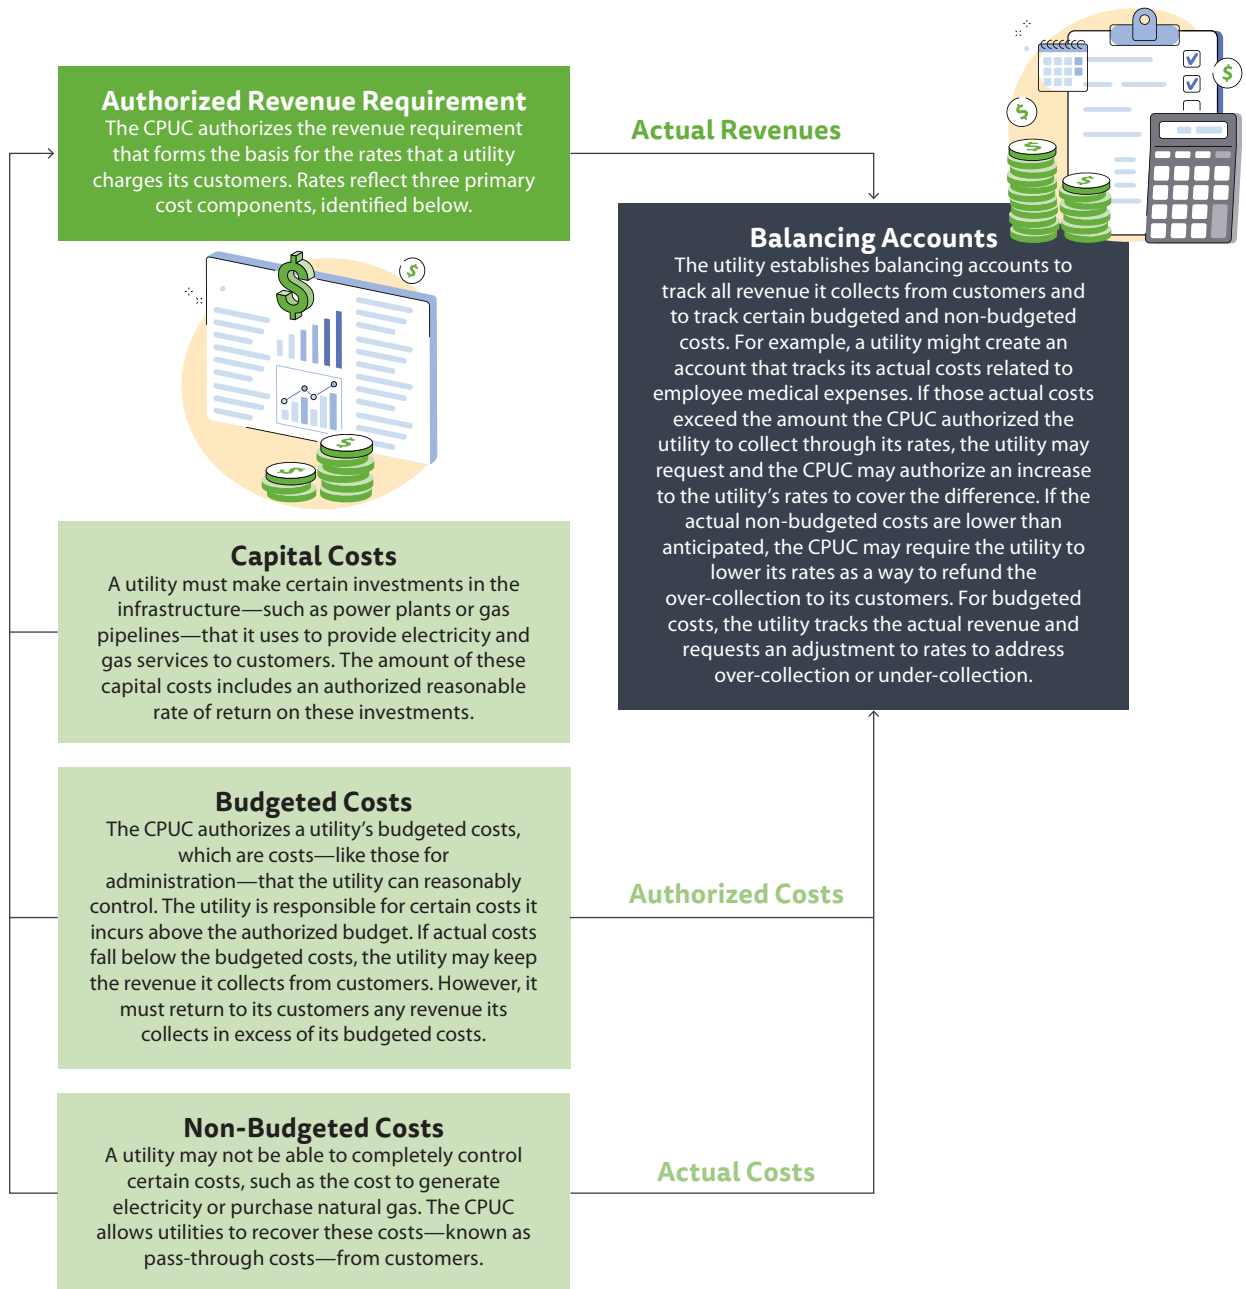 Authorized Revenue Requirement
The CPUC authorizes the revenue requirement
that forms the basis for the rates that a utility
charges its customers. Rates reflect three primary
cost components, identified below.
Actual Revenues
Balancing Accounts
The utility establishes balancing accounts to
track all revenue it collects from customers and
to track certain budgeted and non-budgeted
costs. For example, a utility might create an
account that tracks its actual costs related to
employee medical expenses. If those actual costs
exceed the amount the CPUC authorized the
utility to collect through its rates, the utility may
request and the CPUC may authorize an increase
to the utility’s rates to cover the difference. If the
actual non-budgeted costs are lower than
anticipated, the CPUC may require the utility to
lower its rates as a way to refund the
over-collection to its customers. For budgeted
costs, the utility tracks the actual revenue and
requests an adjustment to rates to address
over-collection or under-collection.
Capital Costs
A utility must make certain investments in the
infrastructure—such as power plants or gas
pipelines—that it uses to provide electricity and
gas services to customers. The amount of these
capital costs includes an authorized reasonable
rate of return on these investments.
Budgeted Costs
The CPUC authorizes a utility’s budgeted costs,
which are costs—like those for
administration—that the utility can reasonably
control. The utility is responsible for certain costs it
incurs above the authorized budget. If actual costs
fall below the budgeted costs, the utility may keep
the revenue it collects from customers. However, it
must return to its customers any revenue its
collects in excess of its budgeted costs.
Authorized Costs
Non-Budgeted Costs
A utility may not be able to completely control
certain costs, such as the cost to generate
electricity or purchase natural gas. The CPUC
allows utilities to recover these costs—known as
pass-through costs—from customers.
Actual Costs